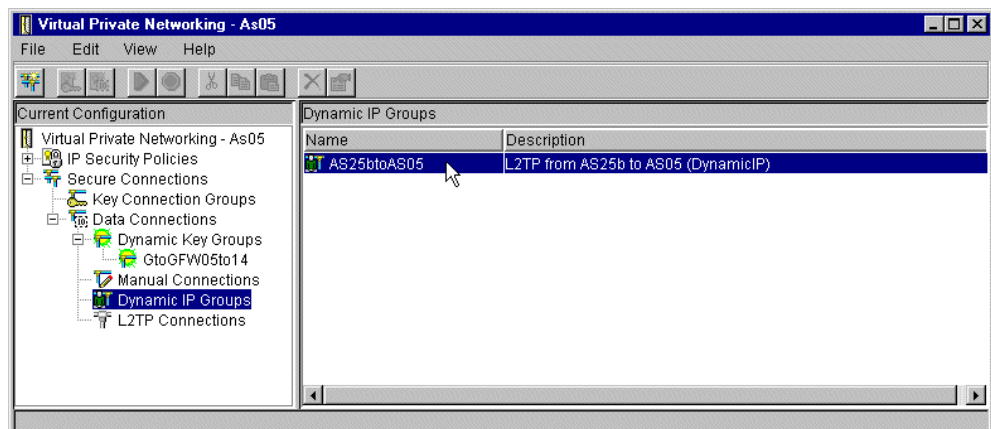 Virtual Private Networking - As05
File Edit View Help
Current Configuration
Dynamic IP Groups
Virtual Private Networking - As05
IP Security Policies
Secure Connections
Key Connection Groups
Data Connections
Dynamic Key Groups
GtoGFW05to14
Manual Connections
Dynamic IP Groups
L2TP Connections
Name Description
AS25btoAS05 L2TP from AS25b to AS05 (DynamicIP)